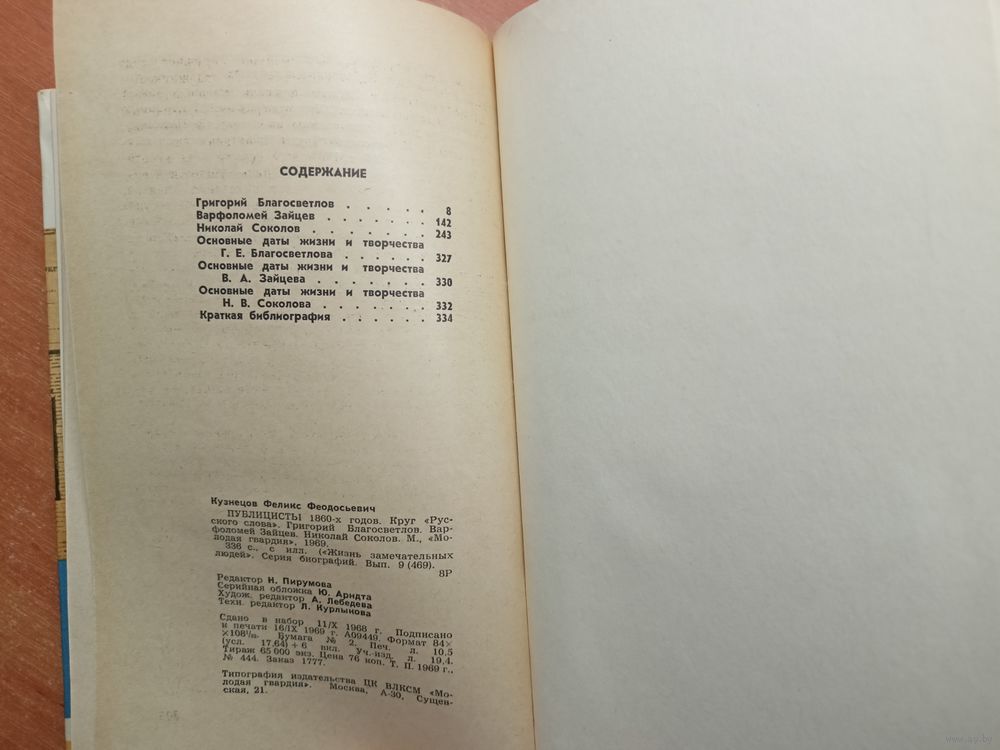 СОДЕРЖАНИЕ
Григорий Благосветлов . . . . . 8
Варфоломей Зайцев . . . . . . 142
Николай Соколов . . . . . . . 243
Основные даты жизни и творчества
Г. Е. Благосветлова . . . . . . 327
Основные даты жизни и творчества
В. А. Зайцева . . . . . . . 330
Основные даты жизни и творчества
Н. В. Соколова . . . . . . . 332
Краткая библиография . . . . . . 334
Кузнецов Феликс Феодосьевич
ПУБЛИЦИСТЫ 1860-х годов. Круг «Рус-
ского слова». Григорий Благосветлов. Вар-
фоломей Зайцев. Николай Соколов. М., «Мо-
лодая гвардия», 1969.
336 с., с илл. («Жизнь замечательных
людей». Серия биографий. Вып. 9 (469).
8Р
Редактор Н. Пирумова
Серийная обложка Ю. Арндта
Худож. редактор А. Лебедева
Техн. редактор Л. Курлыкова
Сдано в набор 11/X 1968 г. Подписано
к печати 16/IX 1969 г. А09449. Формат 84×
×108¹/₃₂. Бумага № 2. Печ. л. 10,5
(усл. 17,64) + 6 вкл. Уч.-изд. л. 19,4.
Тираж 65 000 экз. Цена 76 коп. Т. П. 1969 г.,
№ 444. Заказ 1777.
Типография издательства ЦК ВЛКСМ «Мо-
лодая гвардия». Москва, А-30, Сущев-
ская, 21.